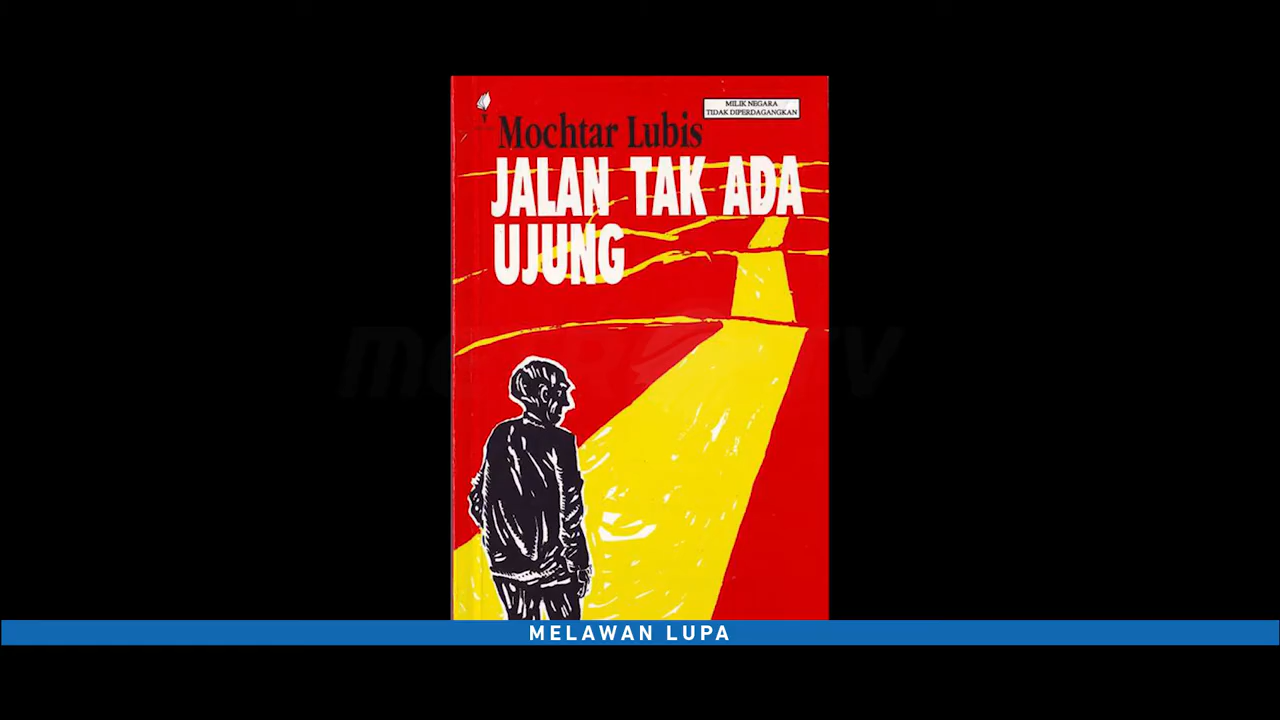 MILIK NEGARA
TIDAK DIPERDAGANGKAN
Mochtar Lubis
JALAN TAK ADA
UJUNG
MELAWAN LUPA